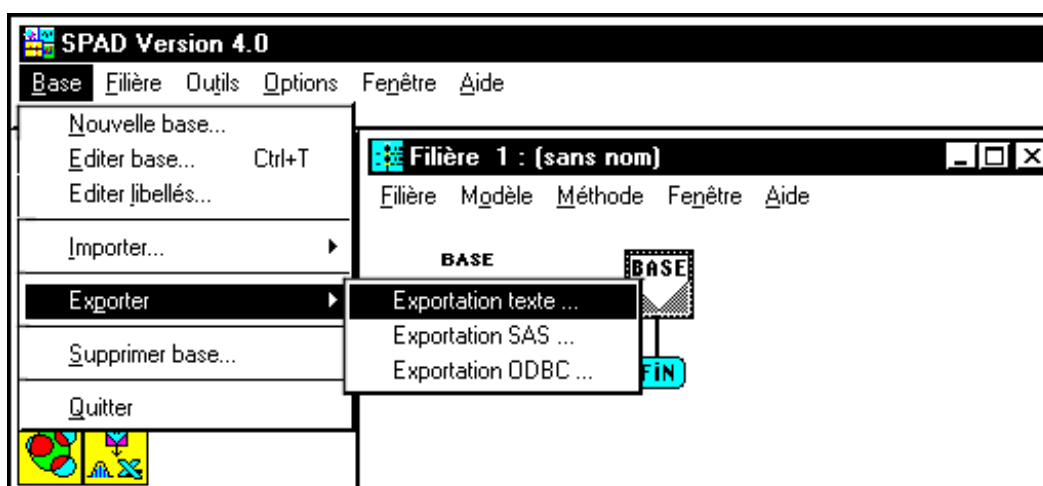 SPAD Version 4.0
Base Filière Outils Options Fenêtre Aide
Nouvelle base...
Editer base... Ctrl+T
Editer libellés...
Importer...
Exporter
Supprimer base...
Quitter
Exportation texte ...
Exportation SAS ...
Exportation ODBC ...
Filière 1 : (sans nom)
Filière Modèle Méthode Fenêtre Aide
BASE
BASE
FiN